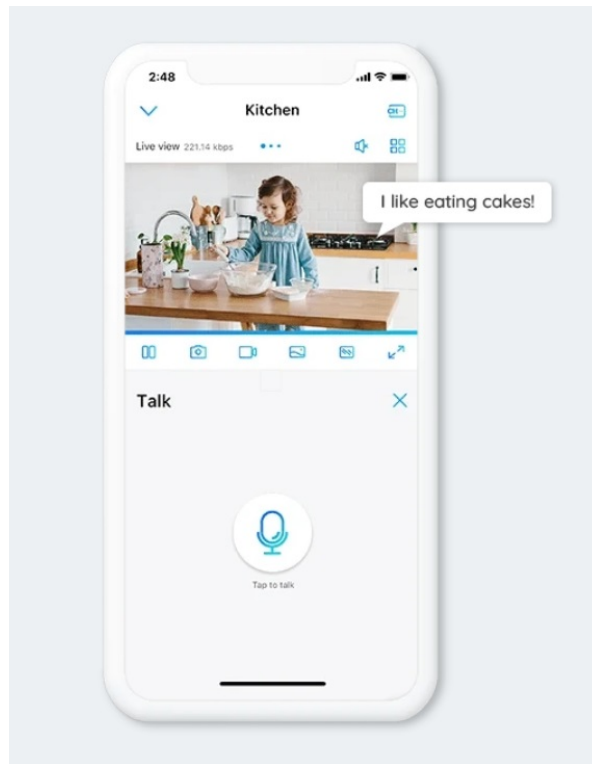 2:48
Kitchen
Live view 221.14 kbps
I like eating cakes!
Talk
Tap to talk